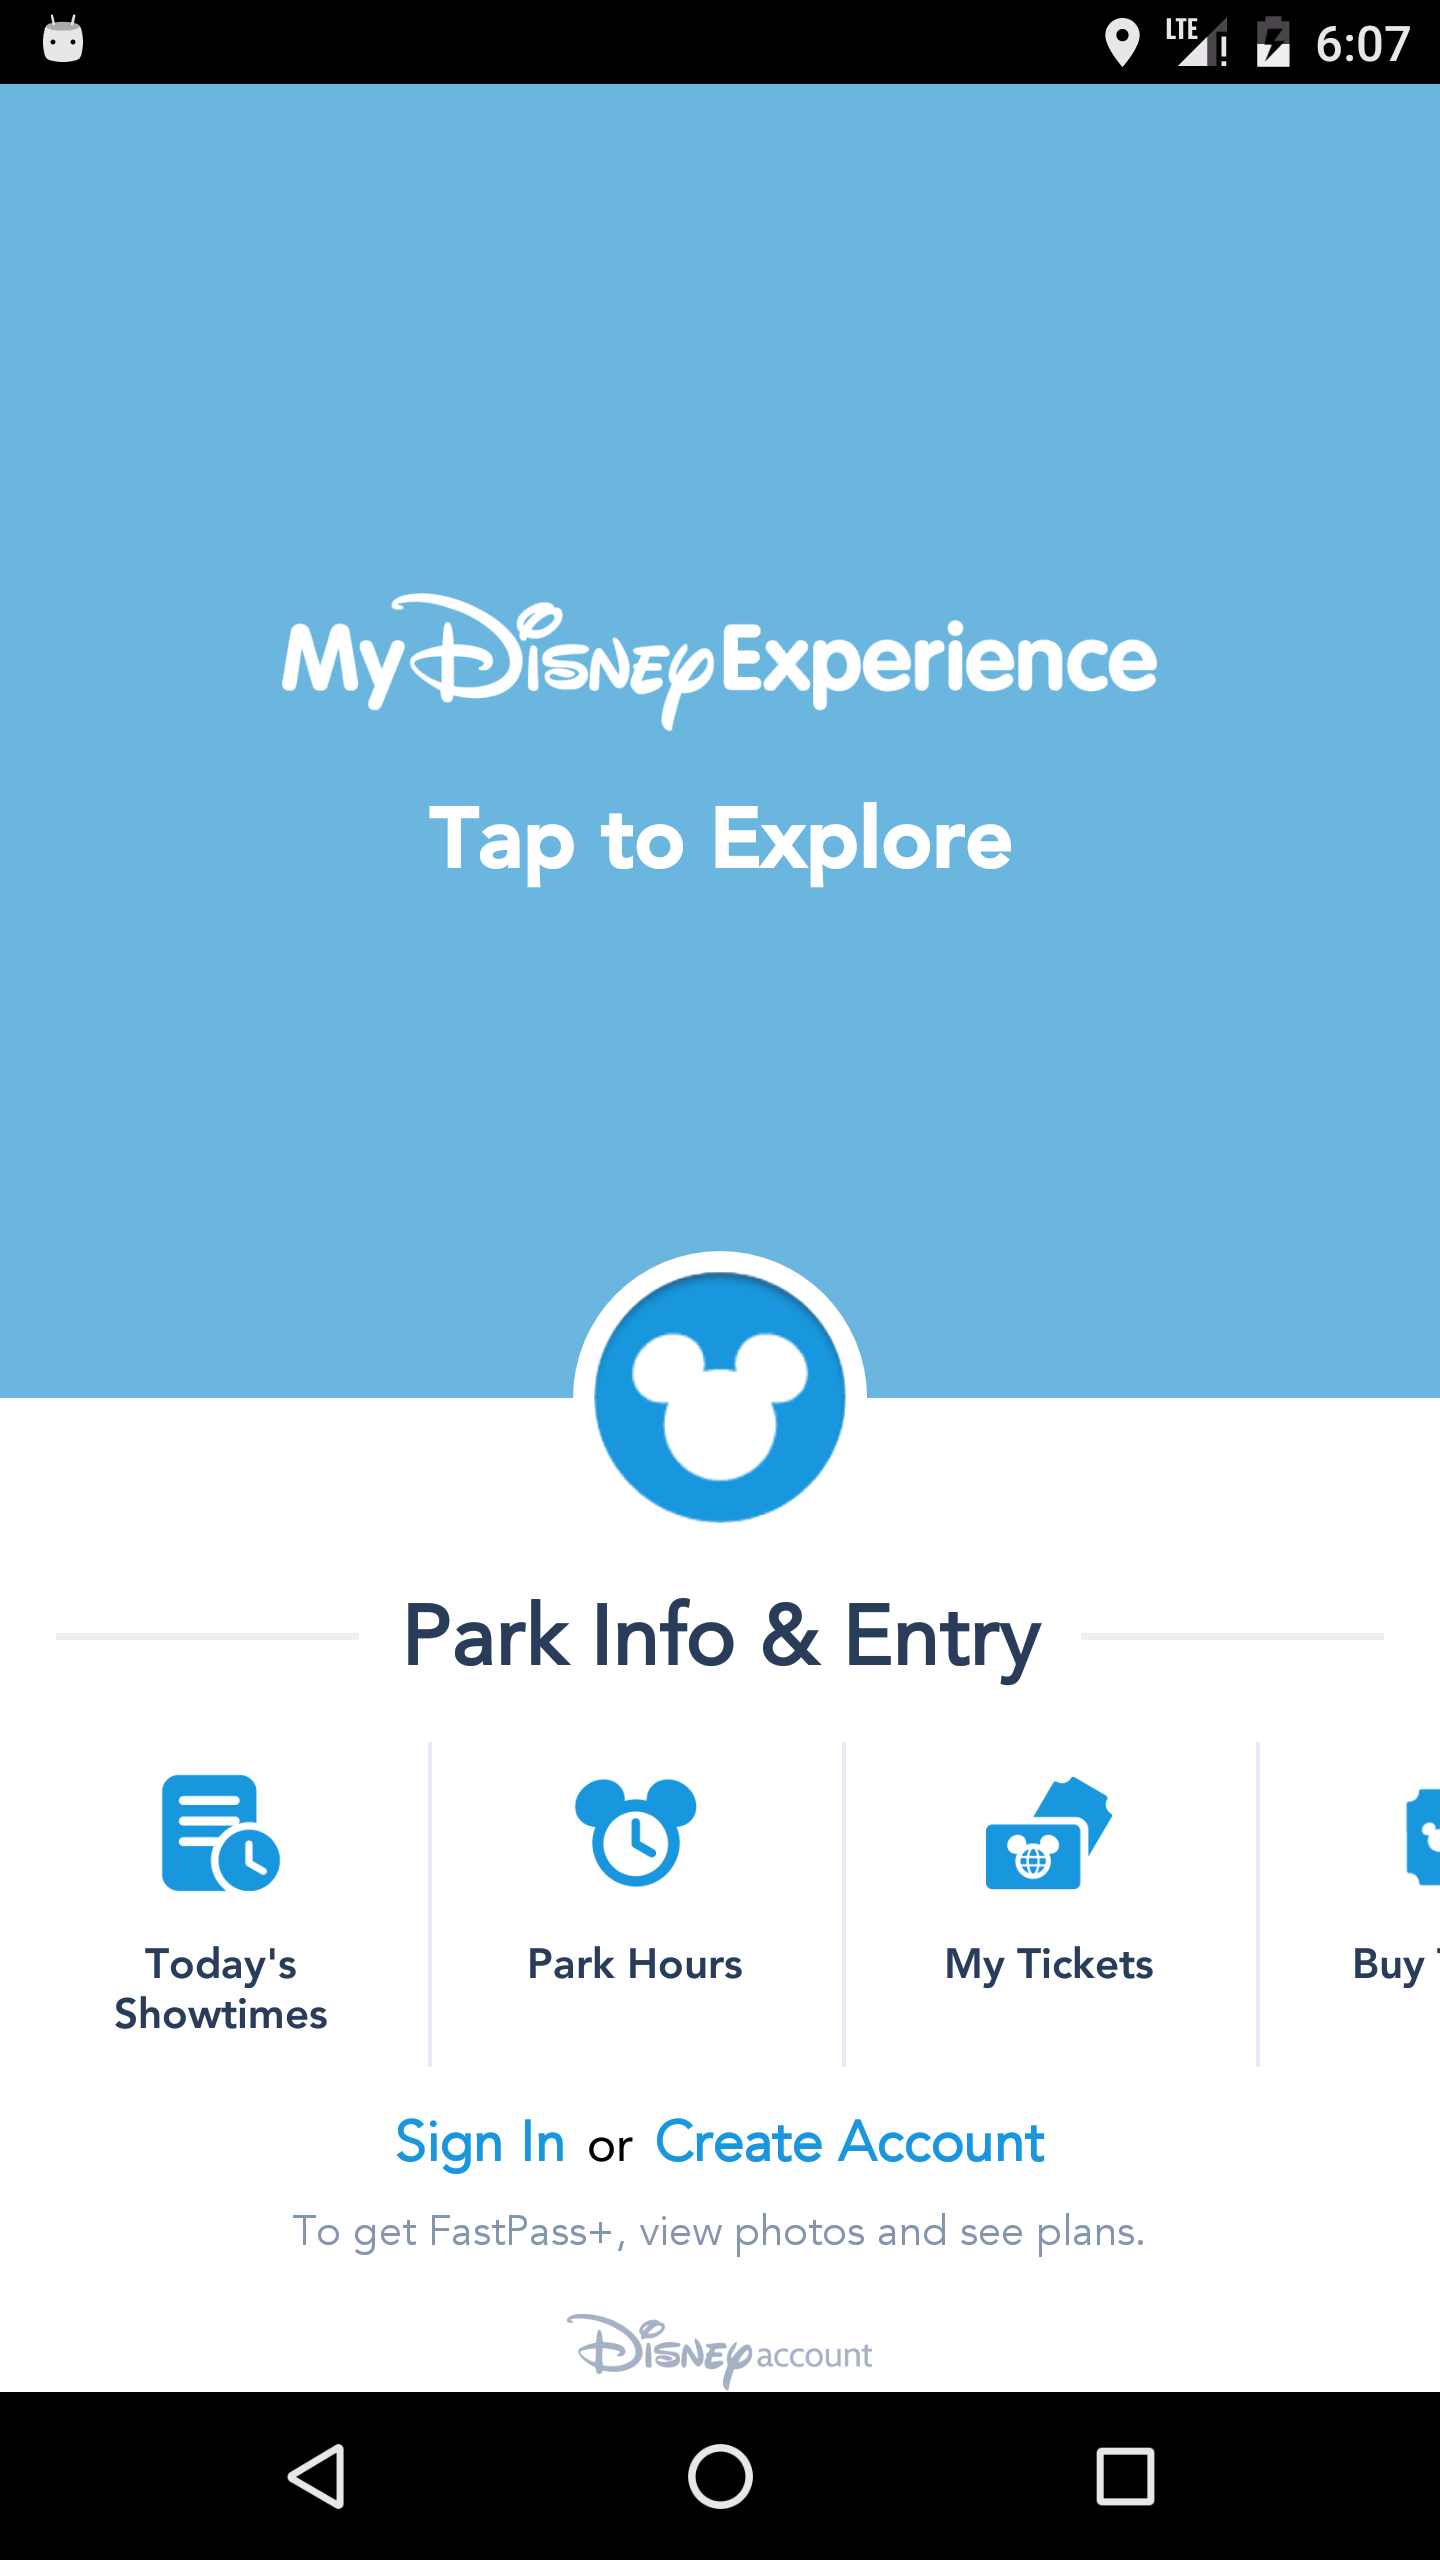 LTE 6:07
My Disney Experience
Tap to Explore
Park Info & Entry
Today's
Showtimes
Park Hours
My Tickets
Buy
Sign In or Create Account
To get FastPass+, view photos and see plans.
Disney account